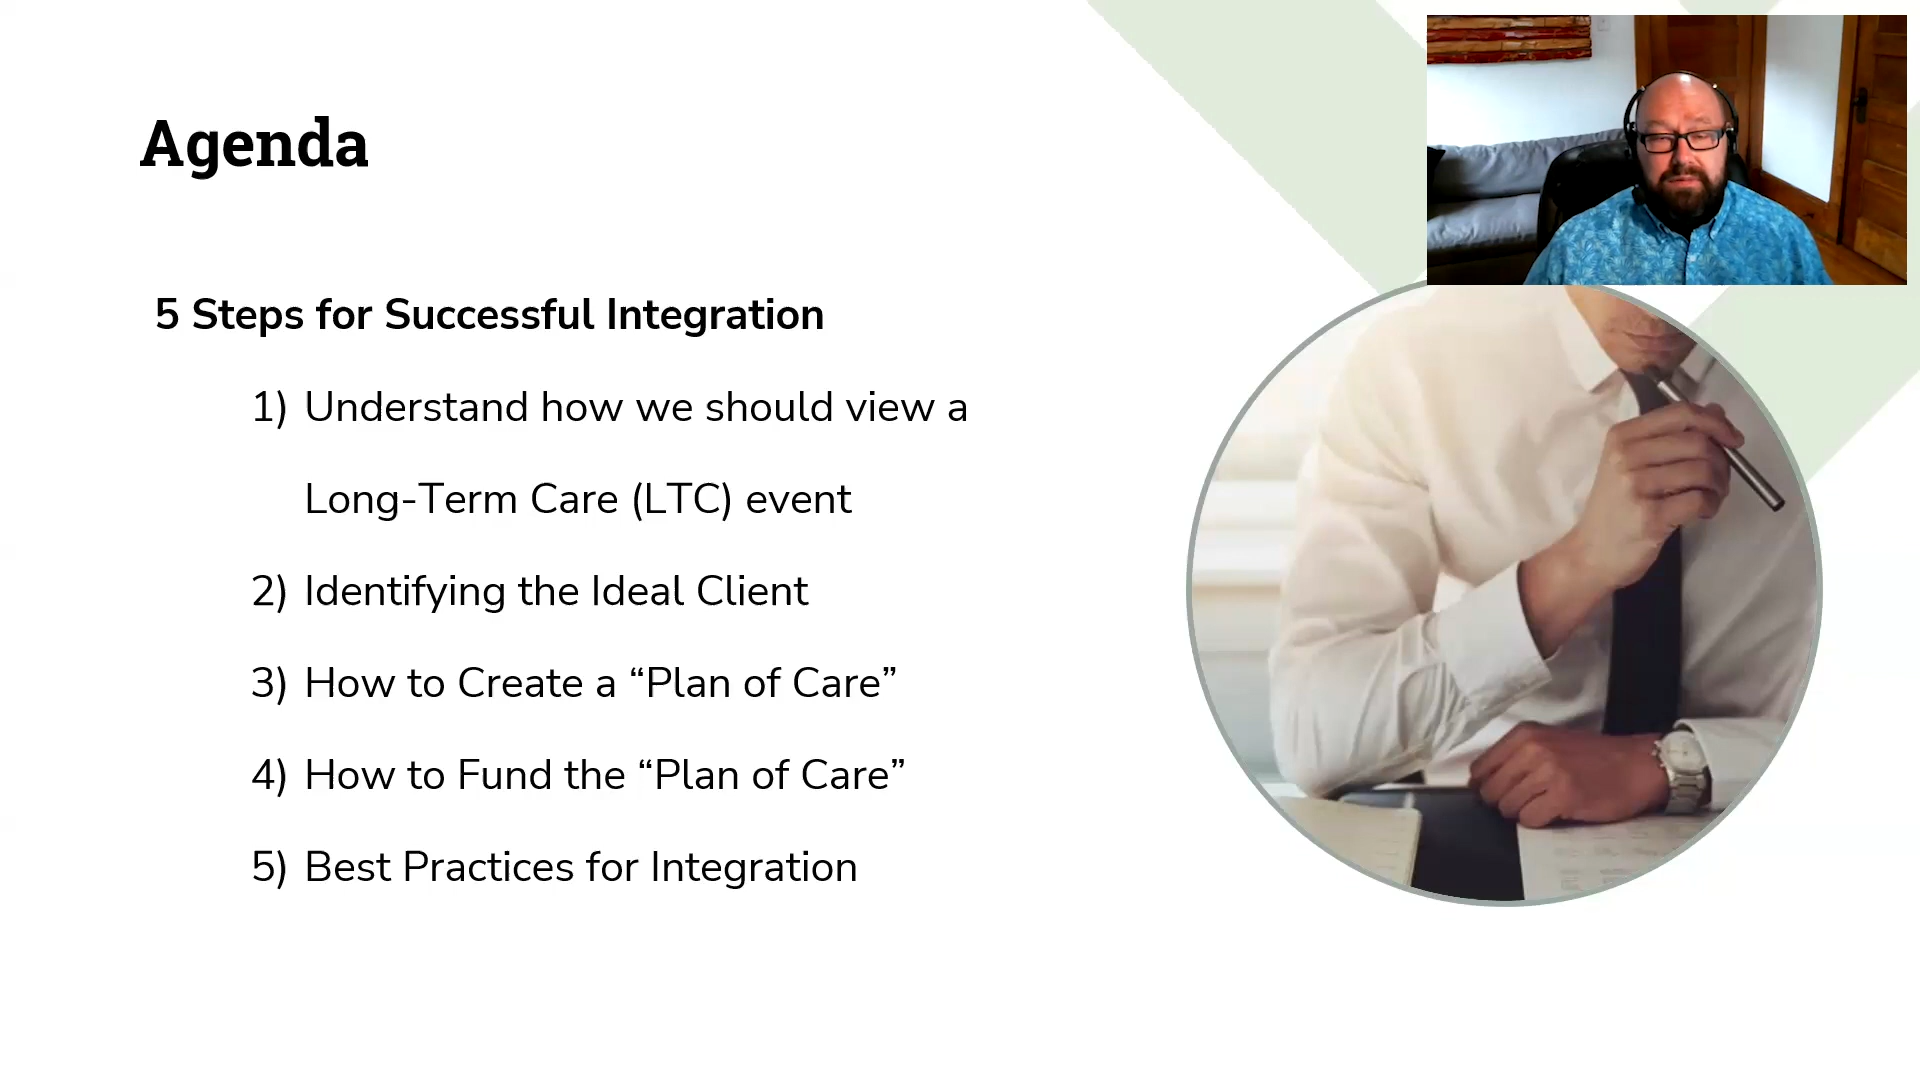 Agenda
5 Steps for Successful Integration
1) Understand how we should view a
Long-Term Care (LTC) event
2) Identifying the Ideal Client
3) How to Create a “Plan of Care”
4) How to Fund the “Plan of Care”
5) Best Practices for Integration